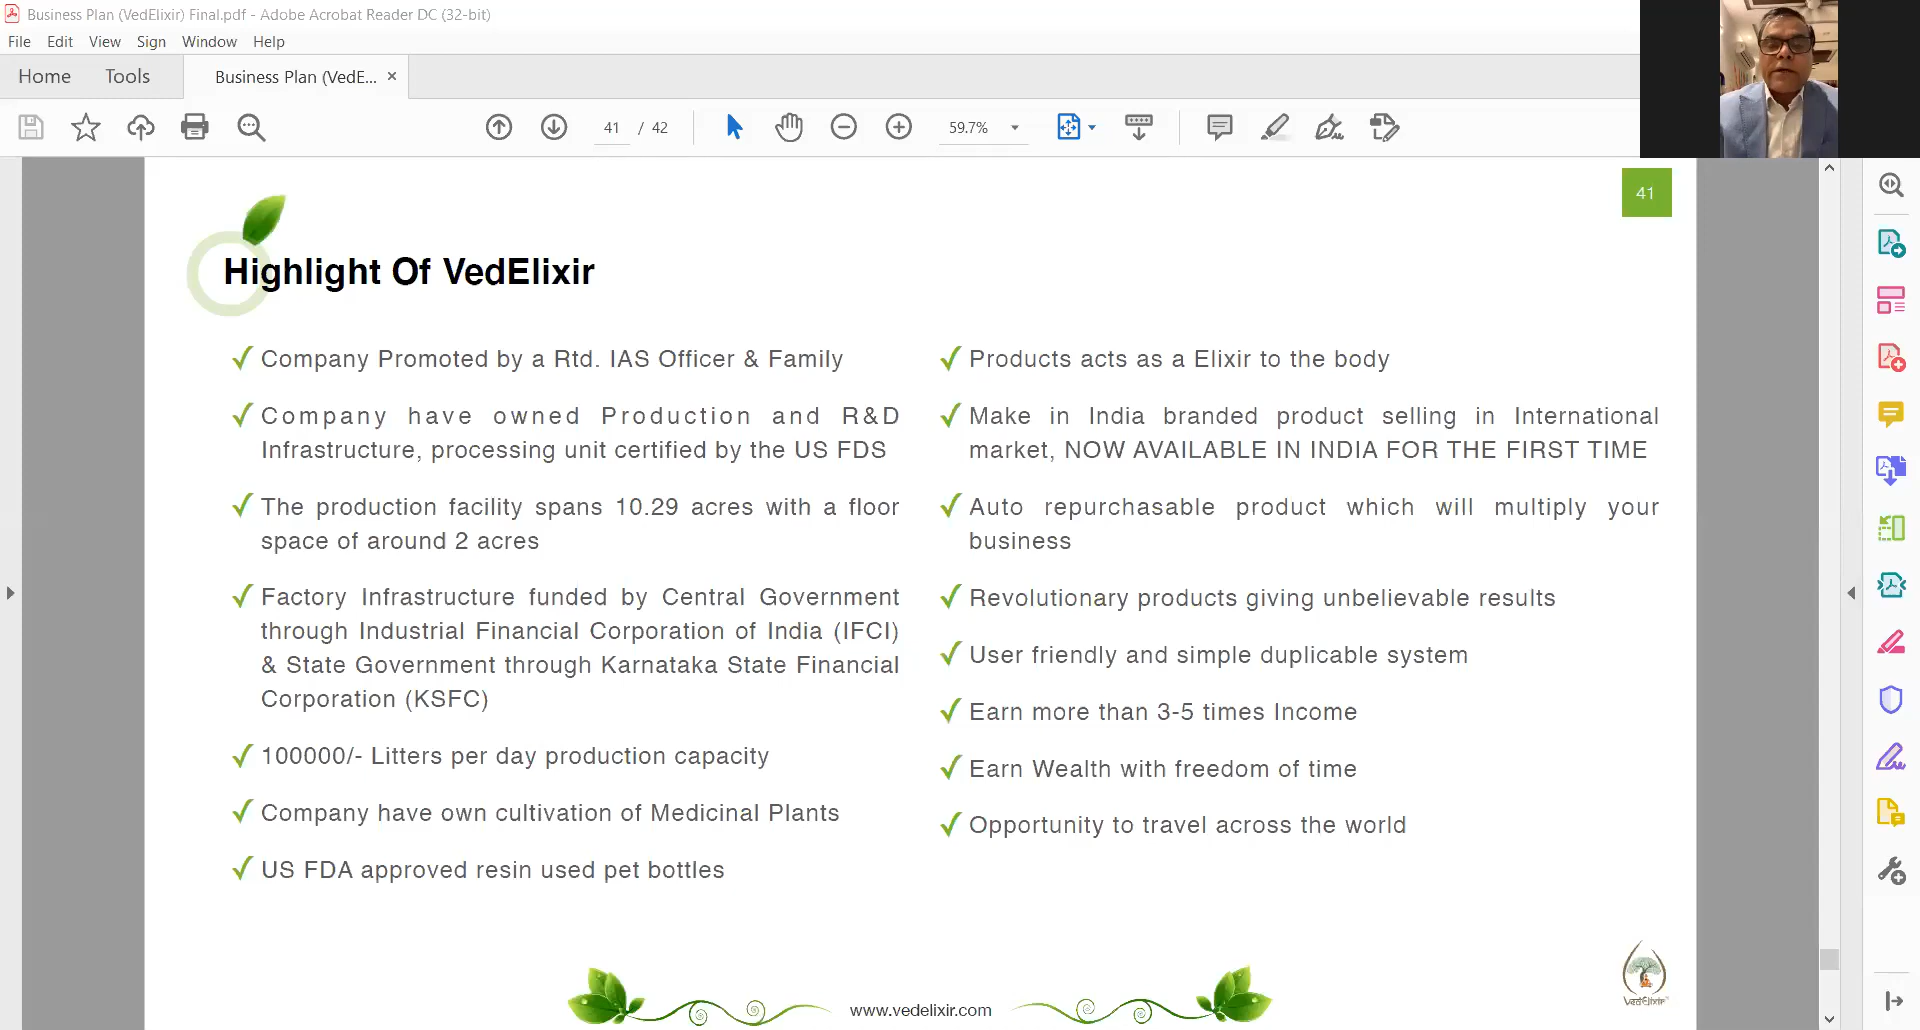 Business Plan (VedElixir) Final.pdf - Adobe Acrobat Reader DC (32-bit)
File Edit View Sign Window Help
Home Tools Business Plan (VedE... ×
41 / 42 59.7%
41
Highlight Of VedElixir
Company Promoted by a Rtd. IAS Officer & Family
Company have owned Production and R&D
Infrastructure, processing unit certified by the US FDS
The production facility spans 10.29 acres with a floor
space of around 2 acres
Factory Infrastructure funded by Central Government
through Industrial Financial Corporation of India (IFCI)
& State Government through Karnataka State Financial
Corporation (KSFC)
100000/- Litters per day production capacity
Company have own cultivation of Medicinal Plants
US FDA approved resin used pet bottles
Products acts as a Elixir to the body
Make in India branded product selling in International
market, NOW AVAILABLE IN INDIA FOR THE FIRST TIME
Auto repurchasable product which will multiply your
business
Revolutionary products giving unbelievable results
User friendly and simple duplicable system
Earn more than 3-5 times Income
Earn Wealth with freedom of time
Opportunity to travel across the world
www.vedelixir.com
VedElixir